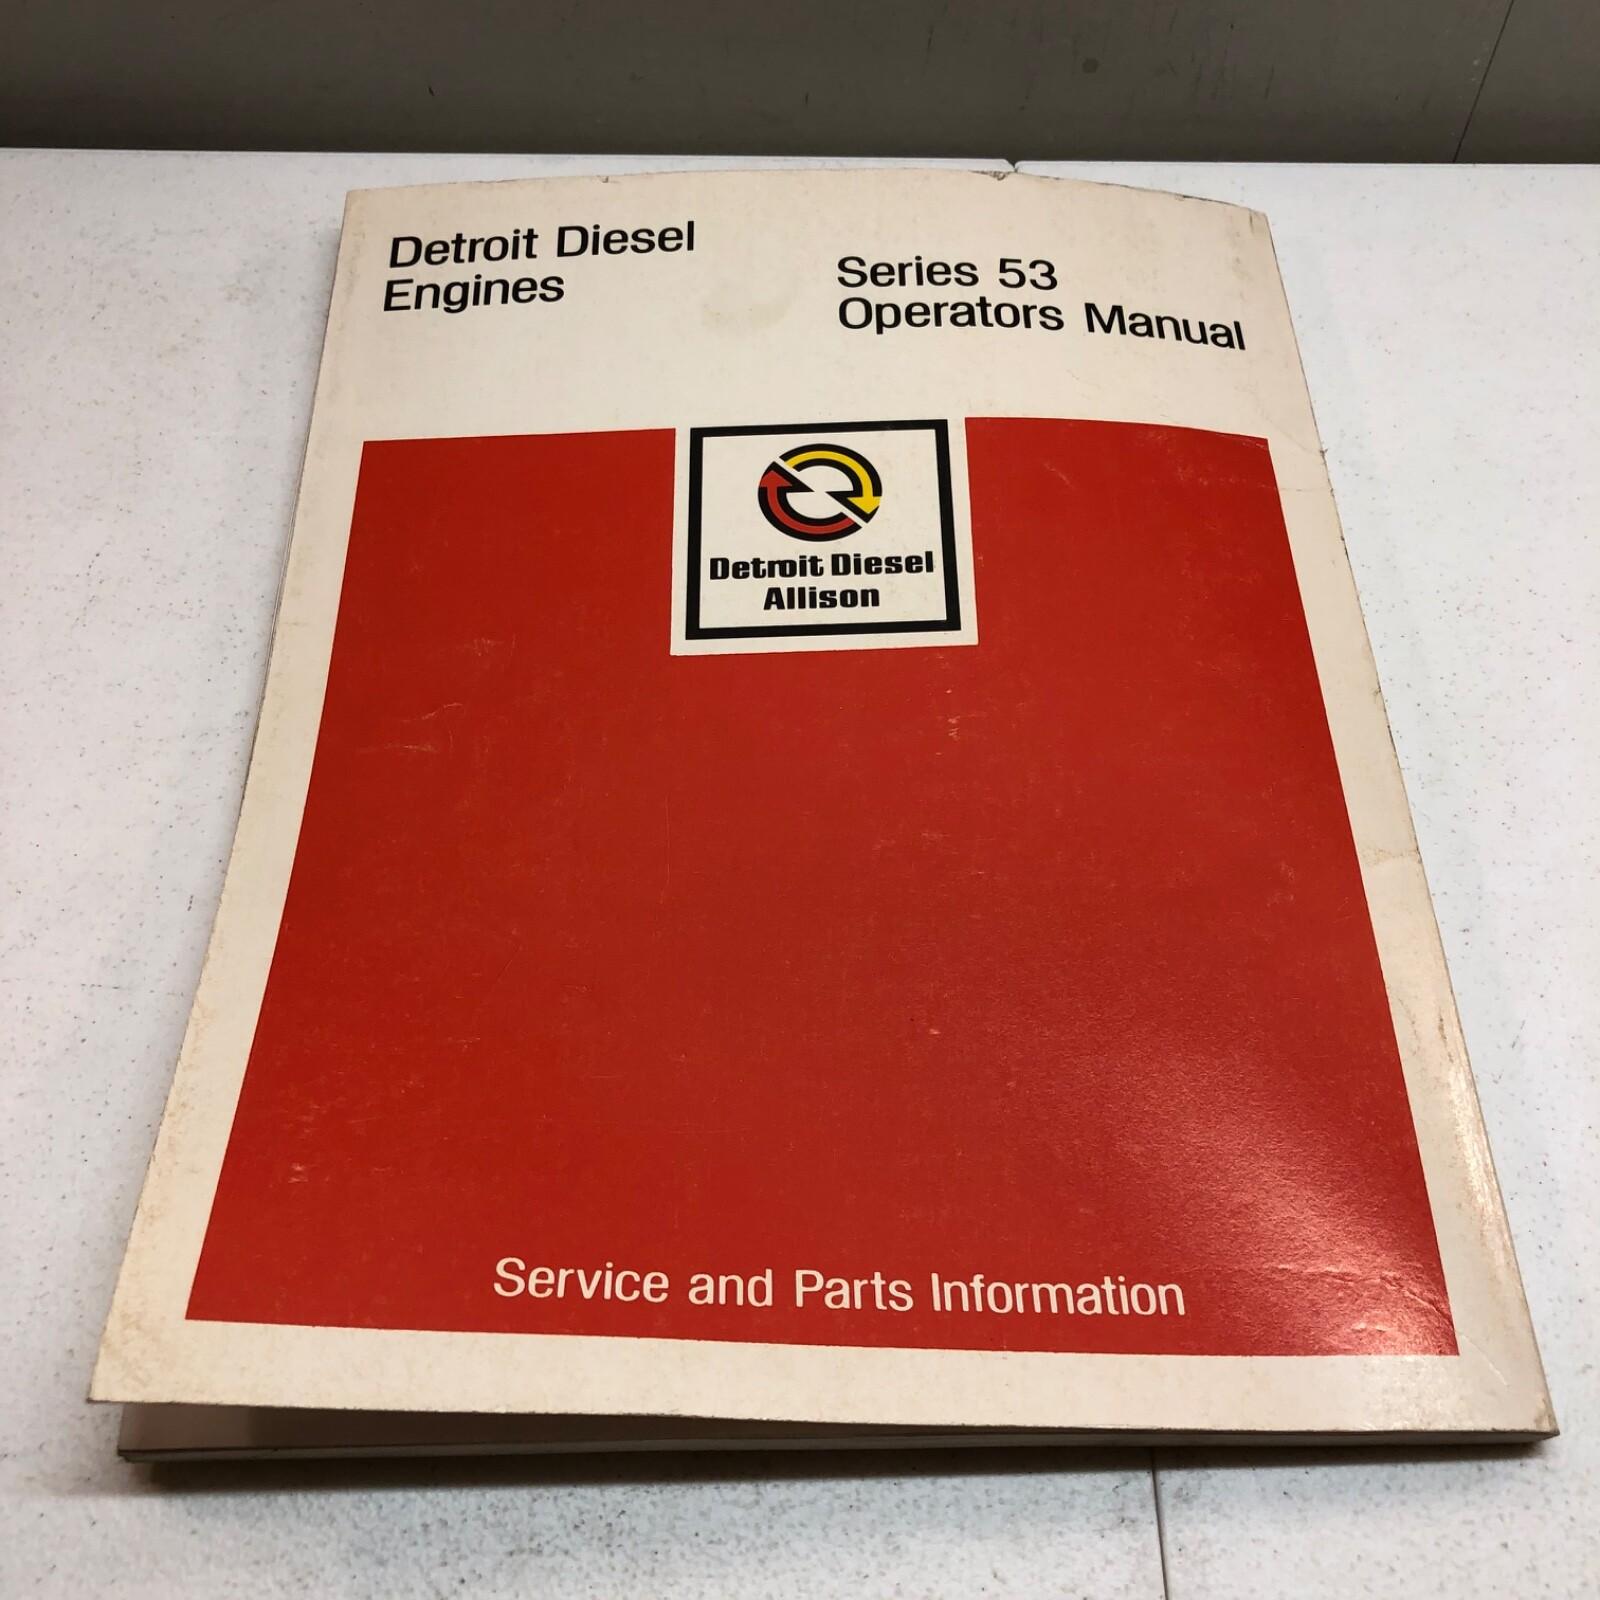 Detroit Diesel
Engines
Series 53
Operators Manual
Detroit Diesel
Allison
Service and Parts Information